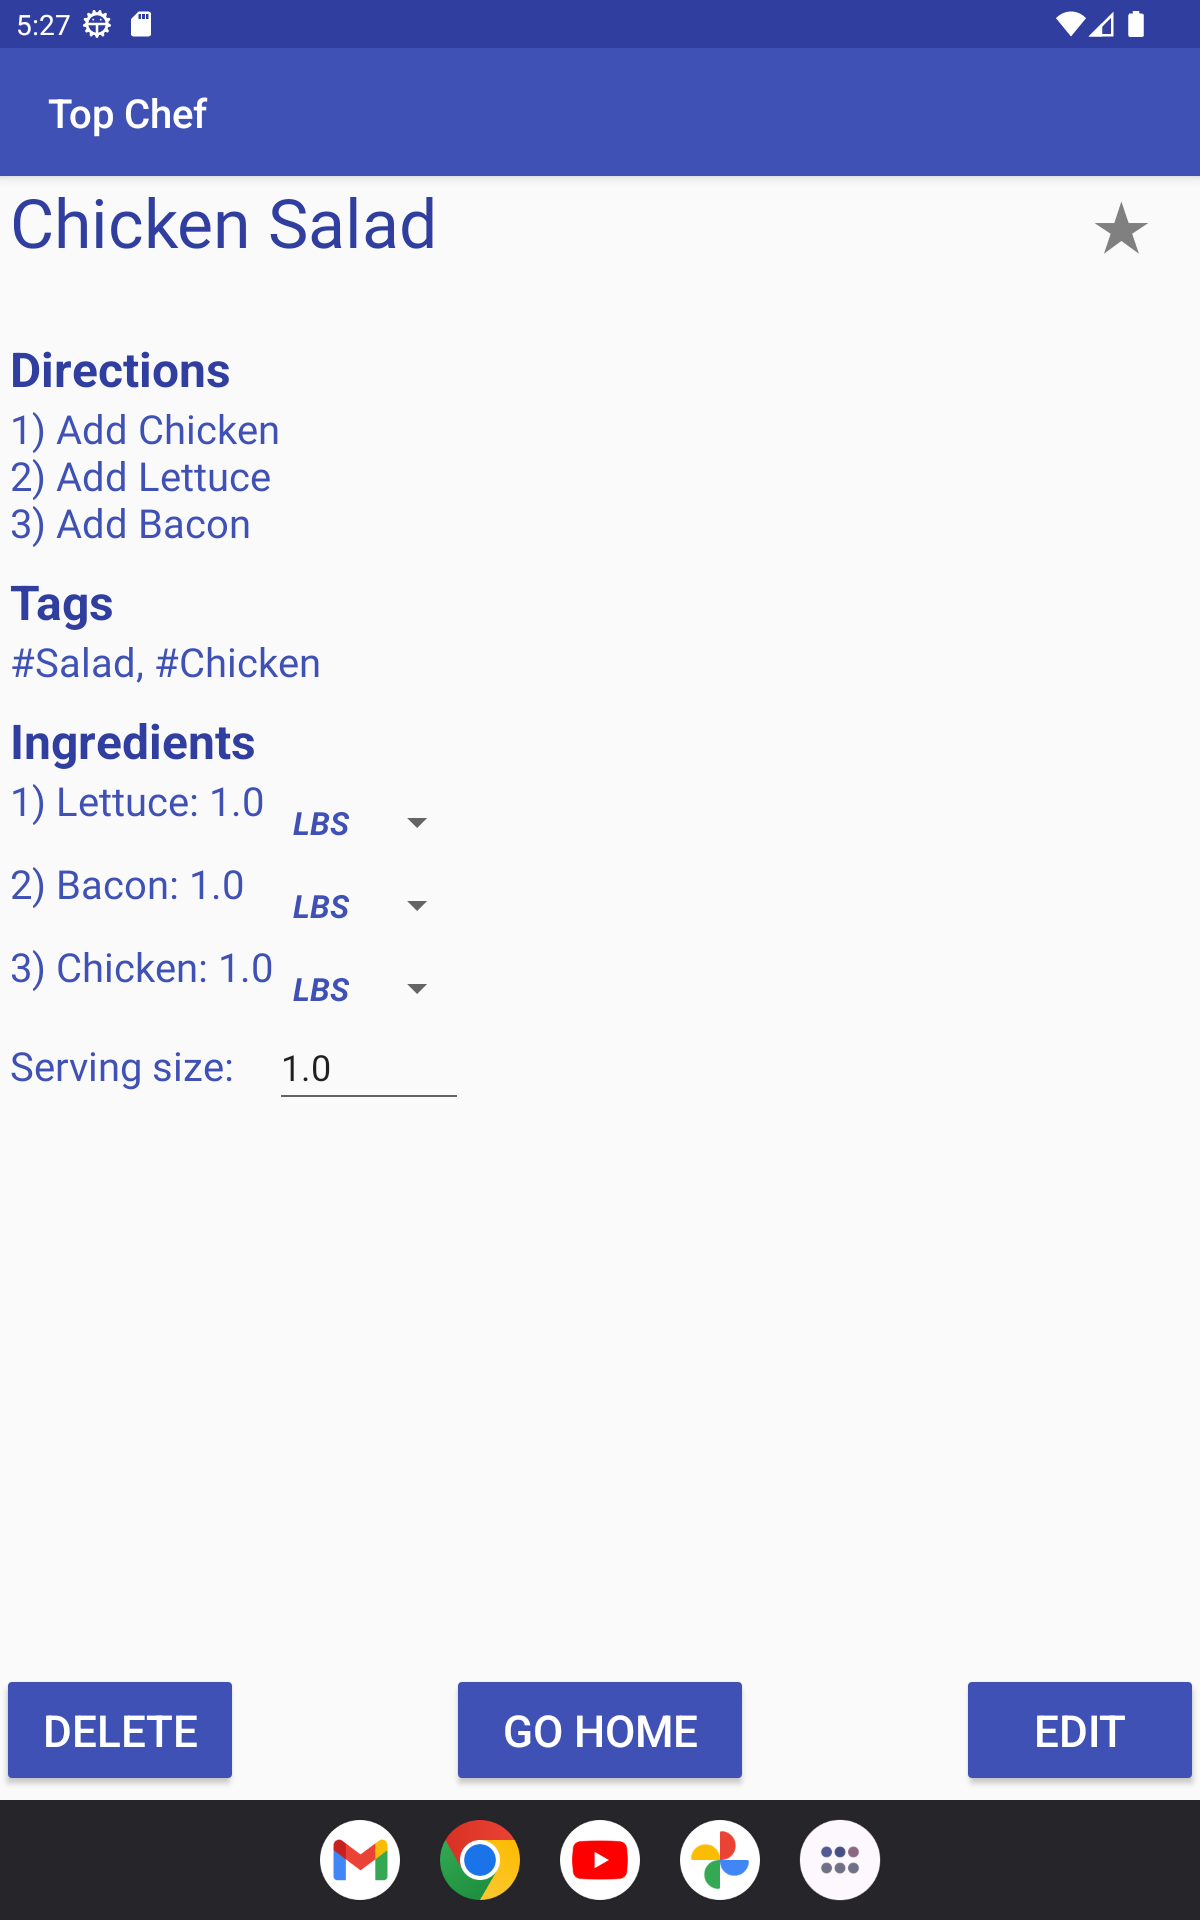 5:27
Top Chef
Chicken Salad
Directions
1) Add Chicken
2) Add Lettuce
3) Add Bacon
Tags
#Salad, #Chicken
Ingredients
1) Lettuce: 1.0 LBS
2) Bacon: 1.0 LBS
3) Chicken: 1.0 LBS
Serving size: 1.0
DELETE GO HOME EDIT